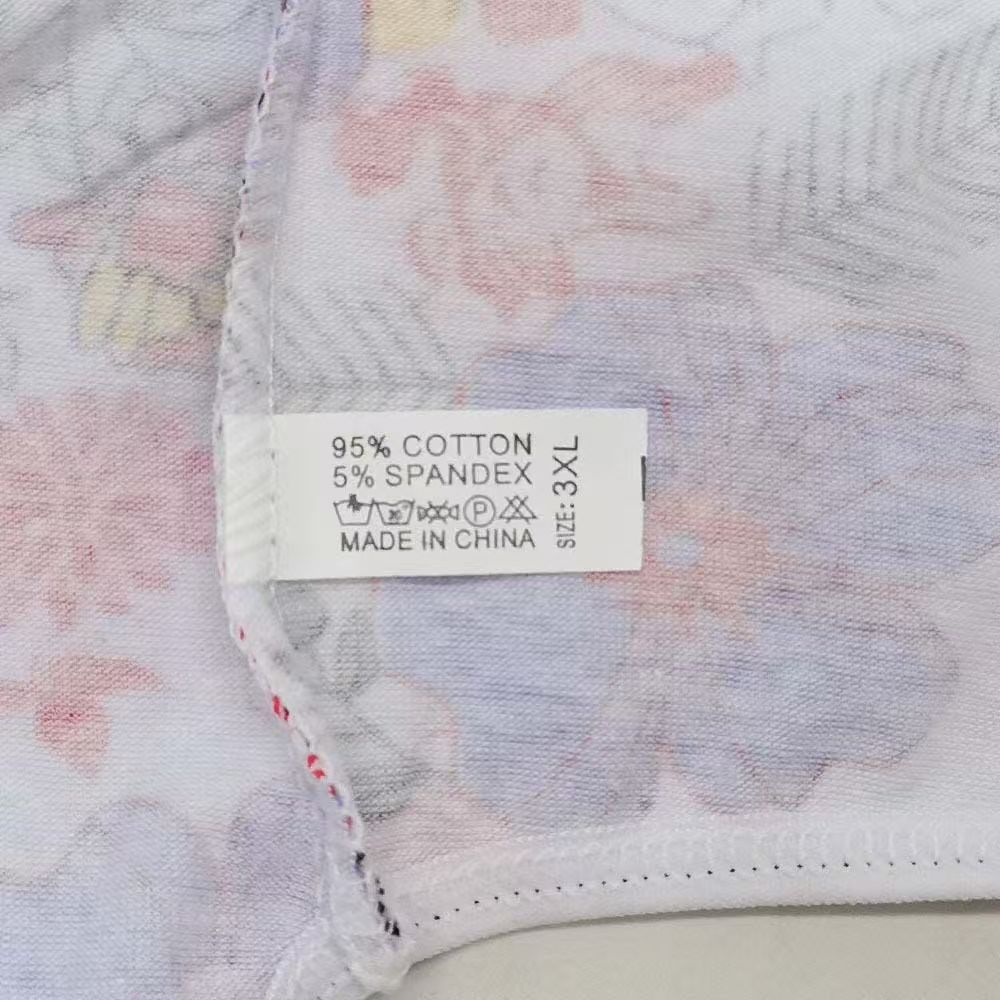 95% COTTON
5% SPANDEX
P
MADE IN CHINA
SIZE: 3XL